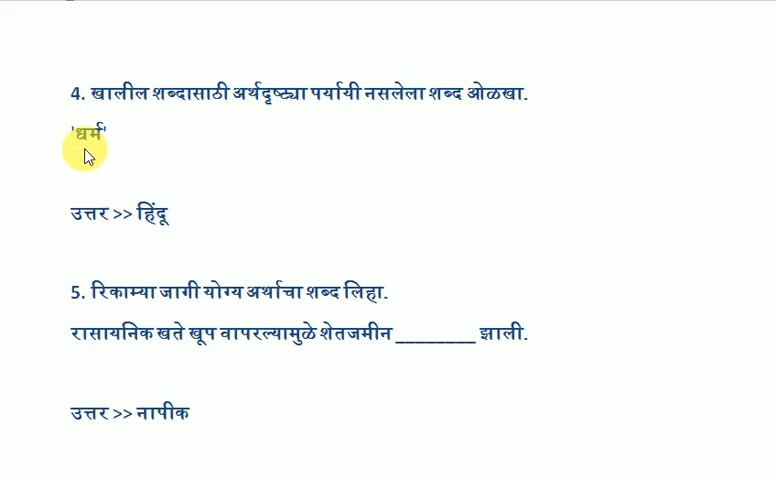 4. खालील शब्दासाठी अर्थदृष्ट्या पर्यायी नसलेला शब्द ओळखा.
'धर्म'
उत्तर >> हिंदू
5. रिकाम्या जागी योग्य अर्थाचा शब्द लिहा.
रासायनिक खते खूप वापरल्यामुळे शेतजमीन ________ झाली.
उत्तर >> नापीक